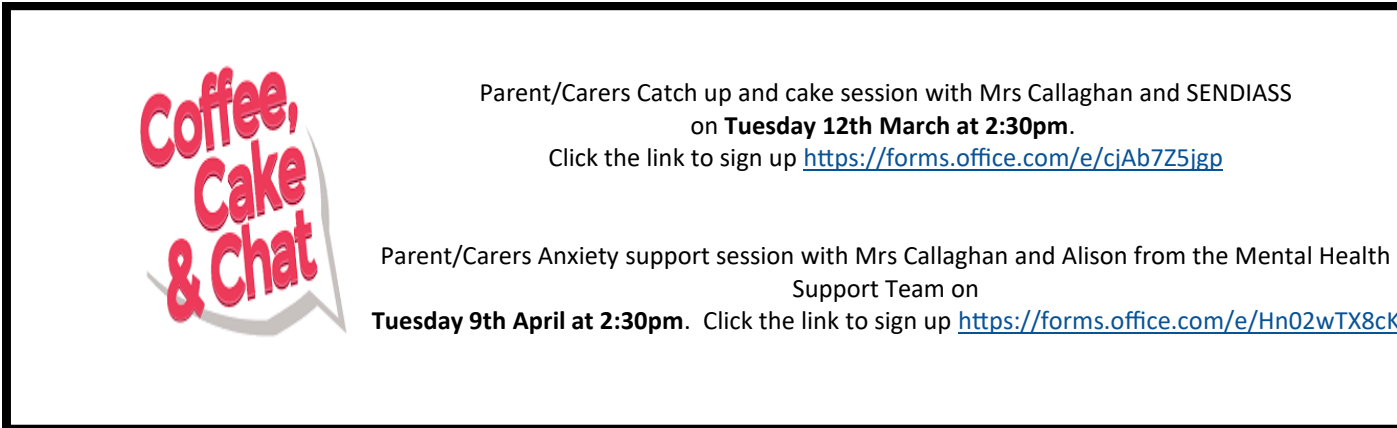 Coffee,
Cake
& Chat
Parent/Carers Catch up and cake session with Mrs Callaghan and SENDIASS
on Tuesday 12th March at 2:30pm.
Click the link to sign up https://forms.office.com/e/cjAb7Z5jgp
Parent/Carers Anxiety support session with Mrs Callaghan and Alison from the Mental Health
Support Team on
Tuesday 9th April at 2:30pm. Click the link to sign up https://forms.office.com/e/Hn02wTX8cK